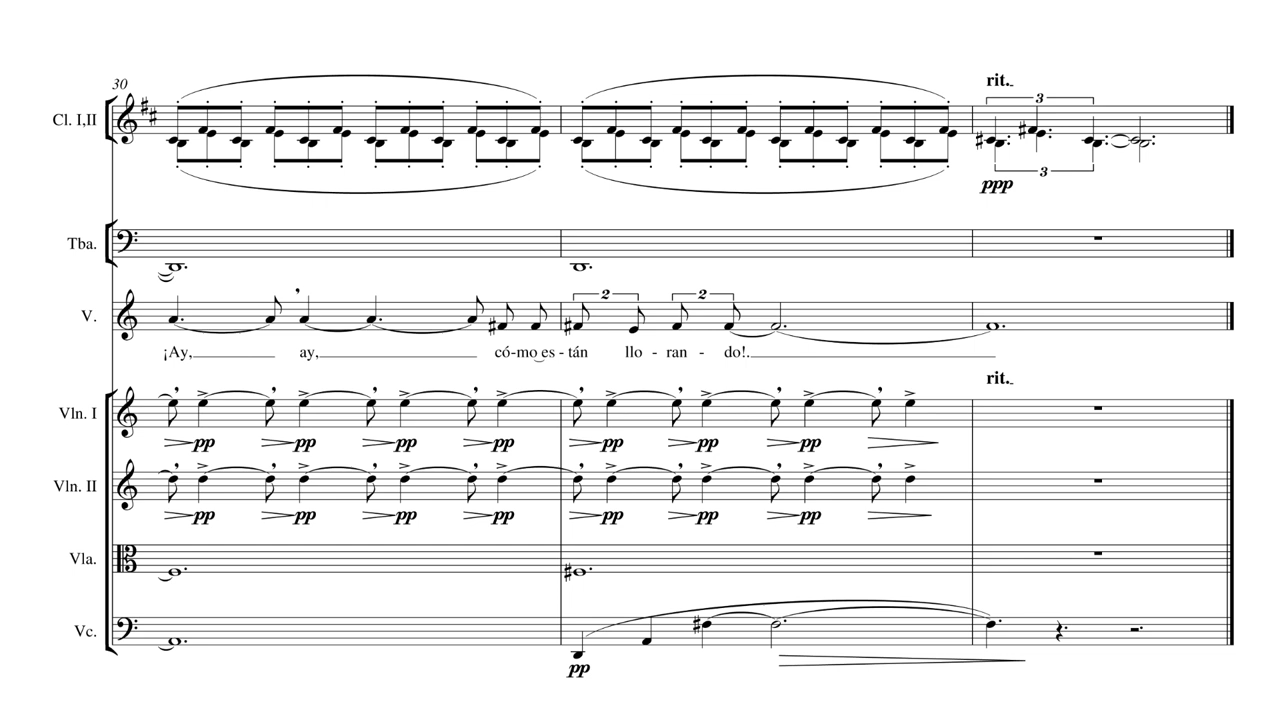 30
rit.
Cl. I,II
3
3
ppp
Tba.
2 2
V.
¡Ay, ay, có-mo es - tán llo - ran - do!.
rit.
Vln. I
pp pp pp pp pp pp pp
Vln. II
pp pp pp pp pp pp pp
Vla.
Vc.
pp